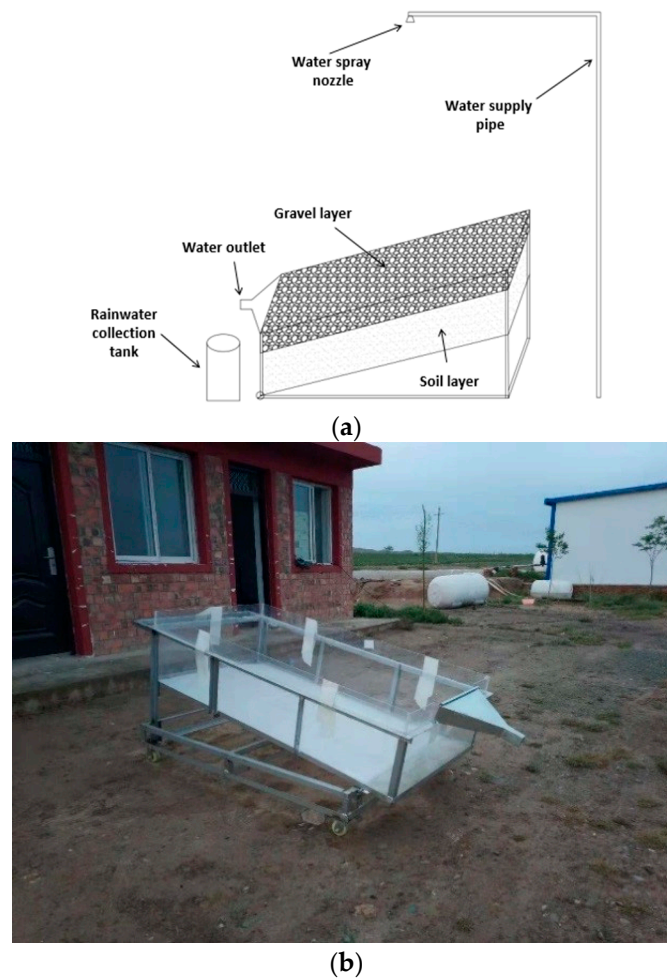 Water spray
nozzle
Water supply
pipe
Gravel layer
Water outlet
Rainwater
collection
tank
Soil layer
(a)
(b)